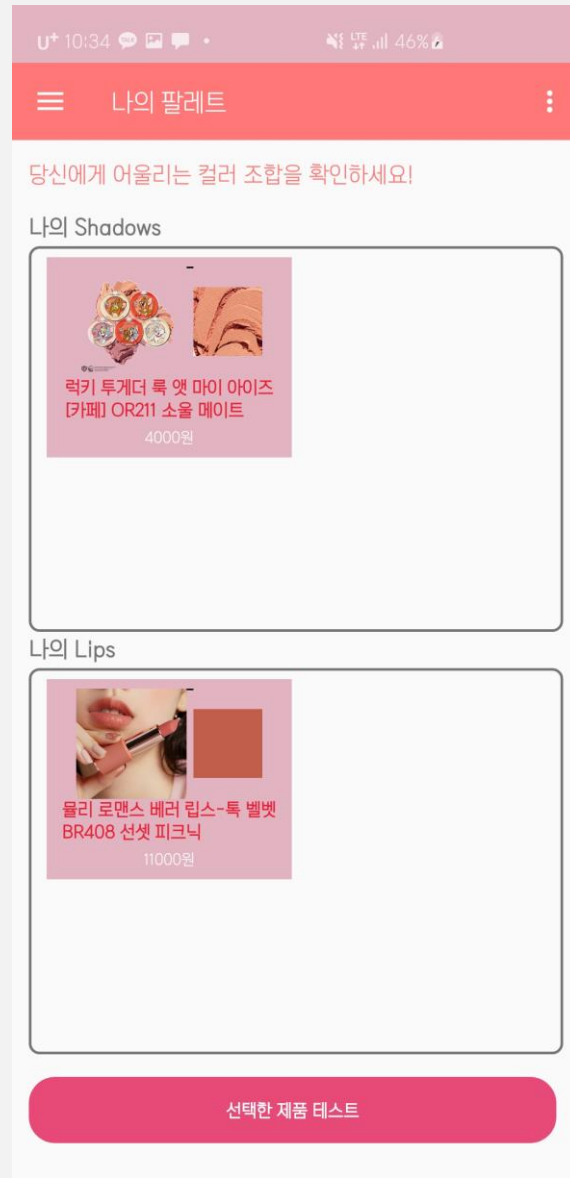 U+ 10:34 LTE 46%
나의 팔레트
당신에게 어울리는 컬러 조합을 확인하세요!
나의 Shadows
럭키 투게더 룩 앳 마이 아이즈
[카페] OR211 소울 메이트
4000원
나의 Lips
뮬리 로맨스 베러 립스-톡 벨벳
BR408 선셋 피크닉
11000원
선택한 제품 테스트